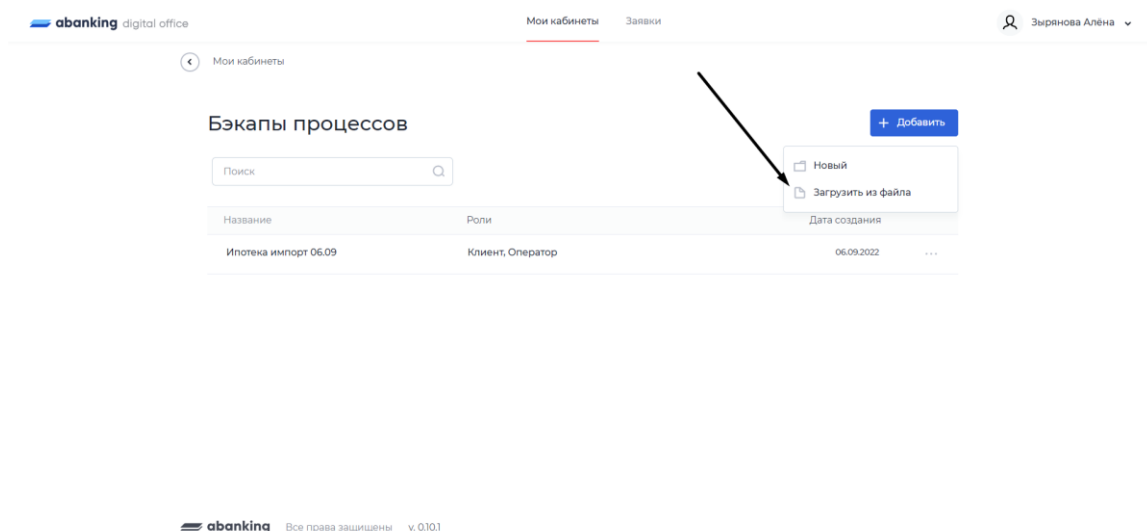 abanking digital office Мои кабинеты Заявки Зырянова Алёна
Мои кабинеты
Бэкапы процессов + Добавить
Поиск
Новый
Загрузить из файла
Название Роли Дата создания
Ипотека импорт 06.09 Клиент, Оператор 06.09.2022 ...
abanking Все права защищены v. 0.10.1